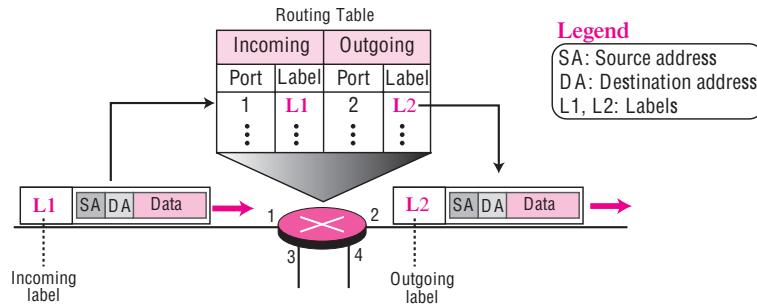 Routing Table
Legend
SA: Source address
DA: Destination address
L1, L2: Labels
Incoming Outgoing
Port Label Port Label
1 L1 2 L2
L1 SA DA Data
L2 SA DA Data
1 2
3 4
Incoming
label
Outgoing
label